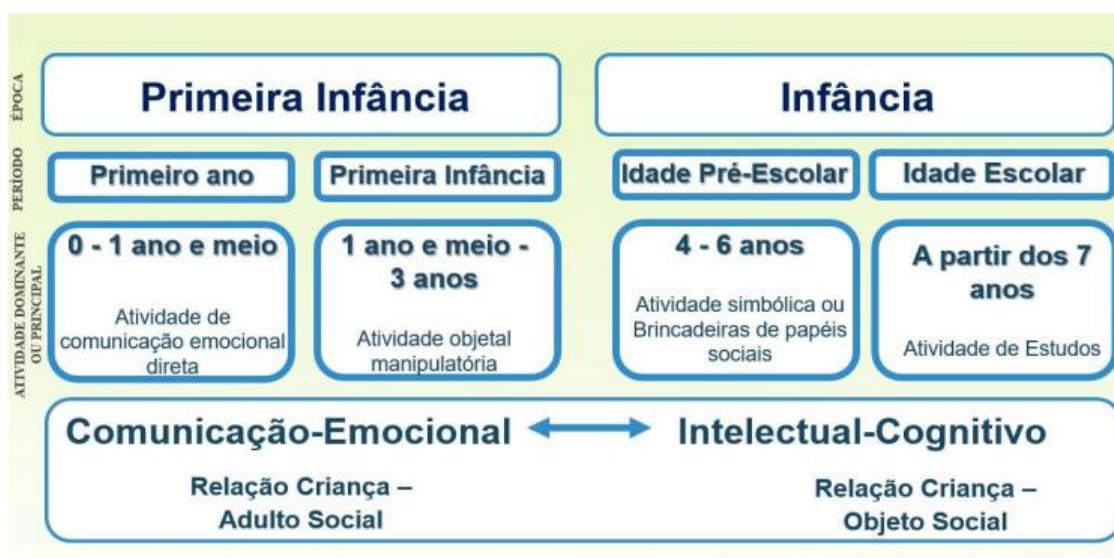 ÉPOCA
Primeira Infância
Infância
PERÍODO
Primeiro ano
Primeira Infância
Idade Pré-Escolar
Idade Escolar
ATIVIDADE DOMINANTE
OU PRINCIPAL
0 - 1 ano e meio
Atividade de
comunicação emocional
direta
1 ano e meio -
3 anos
Atividade objetal
manipulatória
4 - 6 anos
Atividade simbólica ou
Brincadeiras de papéis
sociais
A partir dos 7
anos
Atividade de Estudos
Comunicação-Emocional
Intelectual-Cognitivo
Relação Criança –
Adulto Social
Relação Criança –
Objeto Social